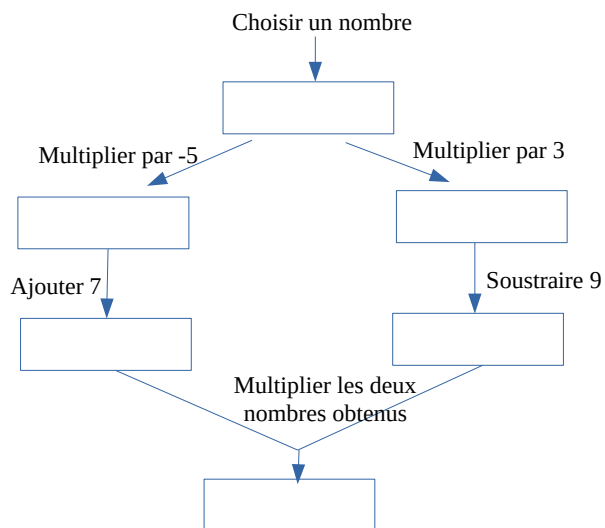 Choisir un nombre
Multiplier par -5
Multiplier par 3
Ajouter 7
Soustraire 9
Multiplier les deux
nombres obtenus